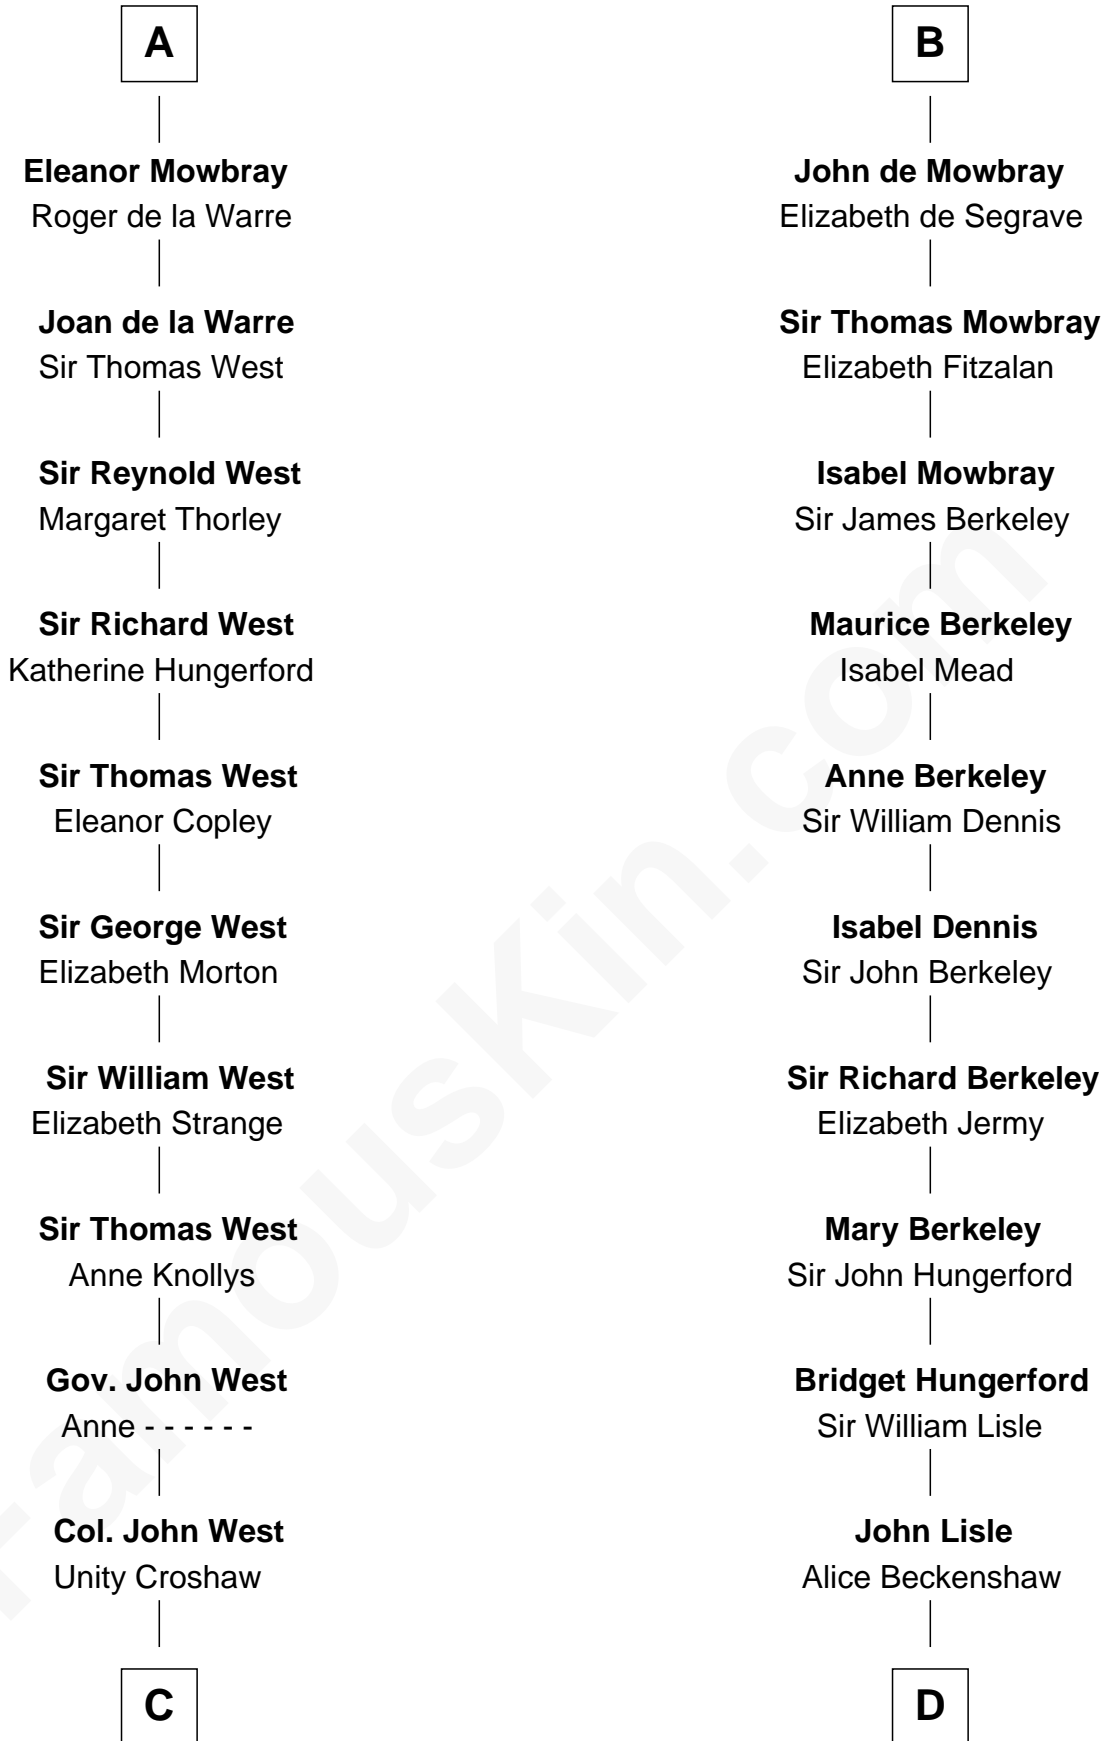 A
Eleanor Mowbray
Roger de la Warre
Joan de la Warre
Sir Thomas West
Sir Reynold West
Margaret Thorley
Sir Richard West
Katherine Hungerford
Sir Thomas West
Eleanor Copley
Sir George West
Elizabeth Morton
Sir William West
Elizabeth Strange
Sir Thomas West
Anne Knollys
Gov. John West
Anne - - - - - -
Col. John West
Unity Croshaw
C
B
John de Mowbray
Elizabeth de Segrave
Sir Thomas Mowbray
Elizabeth Fitzalan
Isabel Mowbray
Sir James Berkeley
Maurice Berkeley
Isabel Mead
Anne Berkeley
Sir William Dennis
Isabel Dennis
Sir John Berkeley
Sir Richard Berkeley
Elizabeth Jermy
Mary Berkeley
Sir John Hungerford
Bridget Hungerford
Sir William Lisle
John Lisle
Alice Beckenshaw
D
FamousKin.com